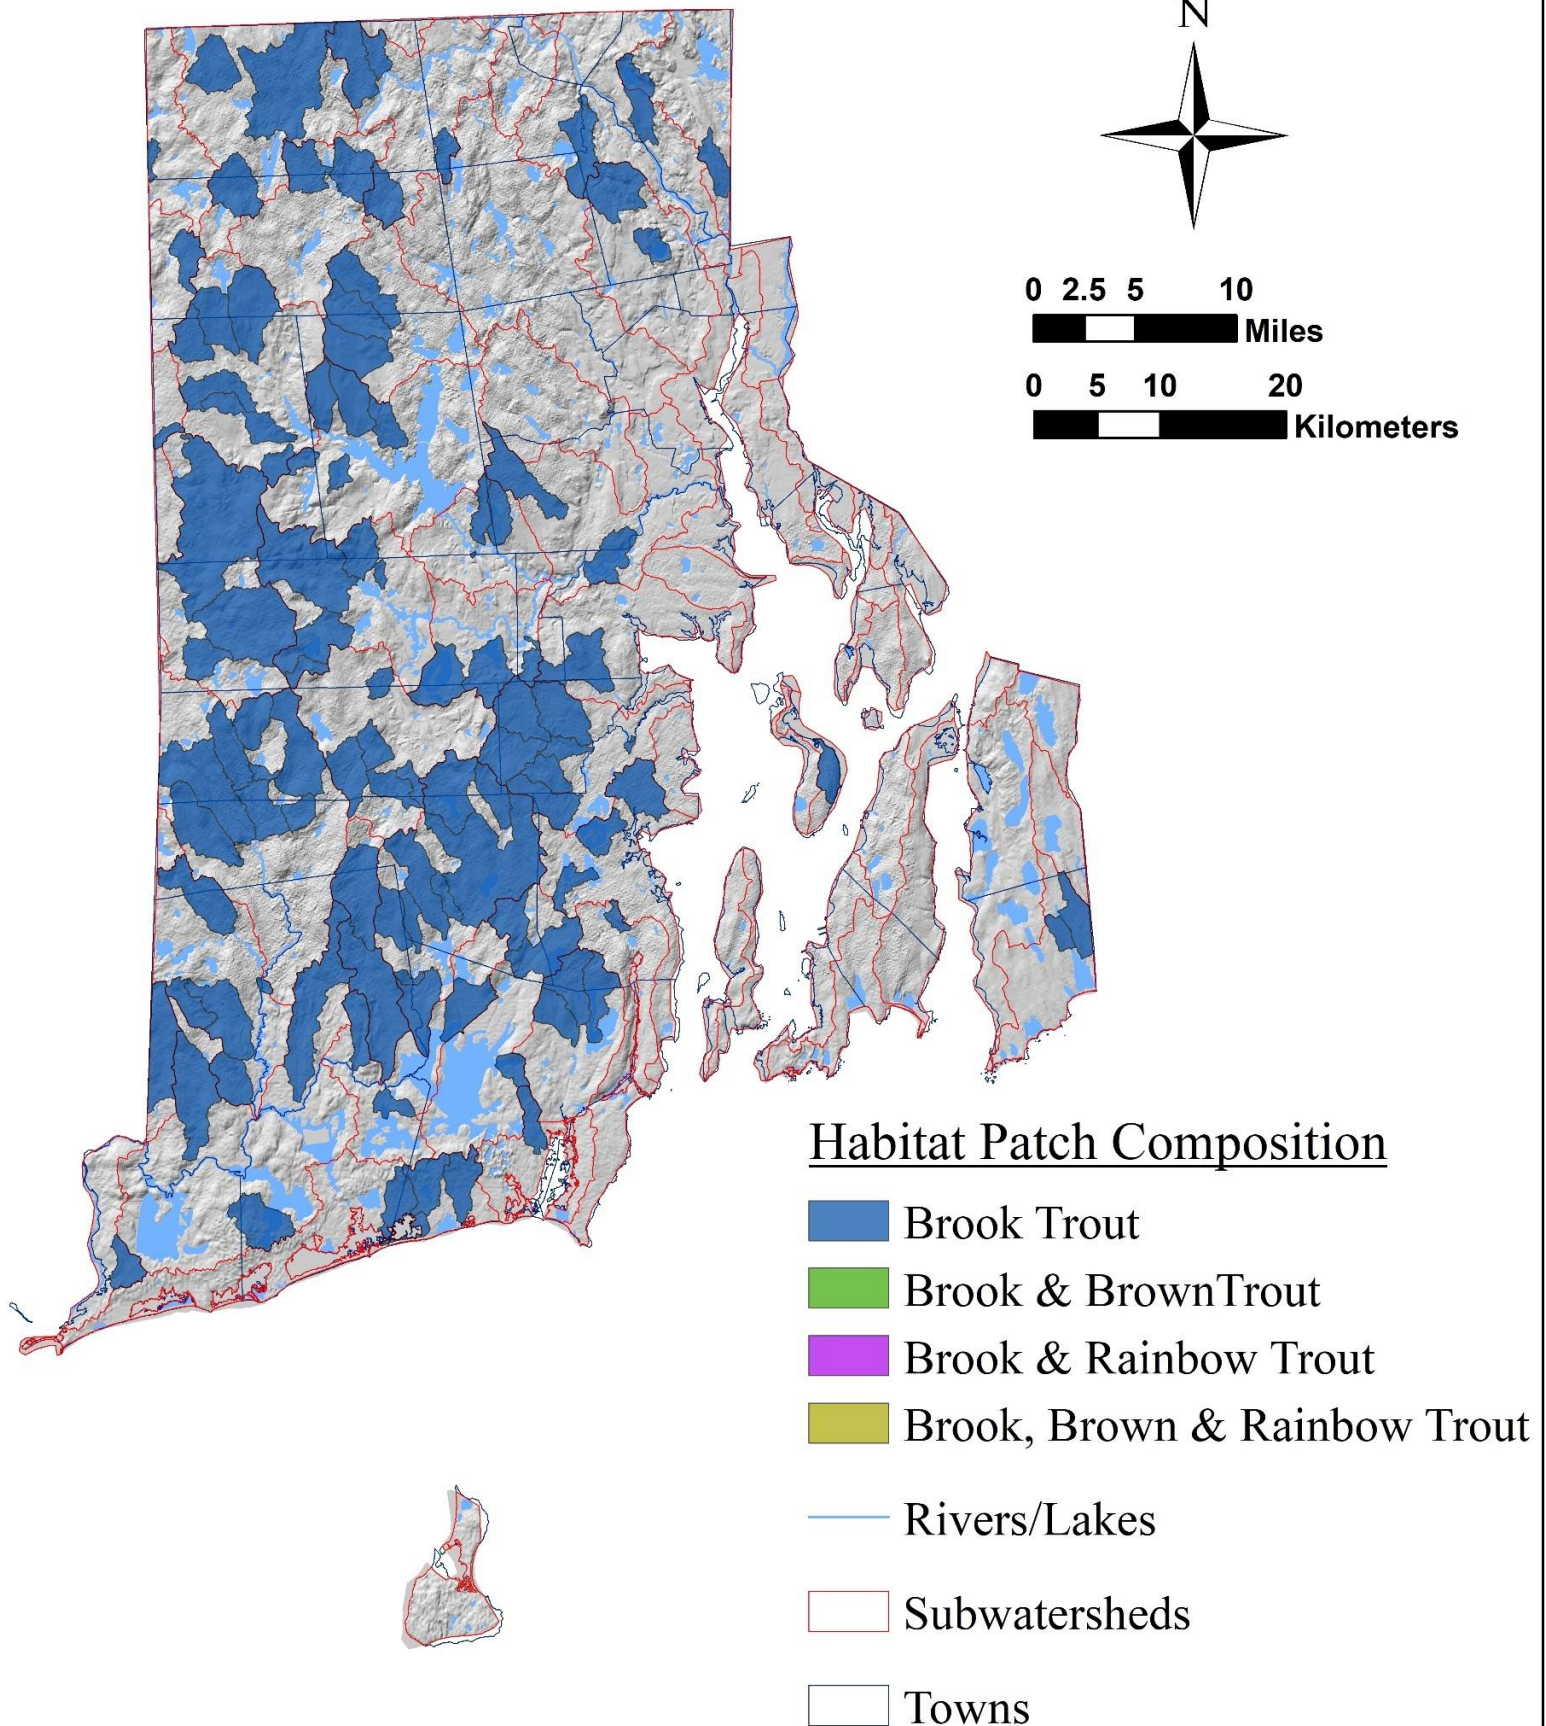 N
0 2.5 5 10
Miles
0 5 10 20
Kilometers
Habitat Patch Composition
Brook Trout
Brook & BrownTrout
Brook & Rainbow Trout
Brook, Brown & Rainbow Trout
Rivers/Lakes
Subwatersheds
Towns